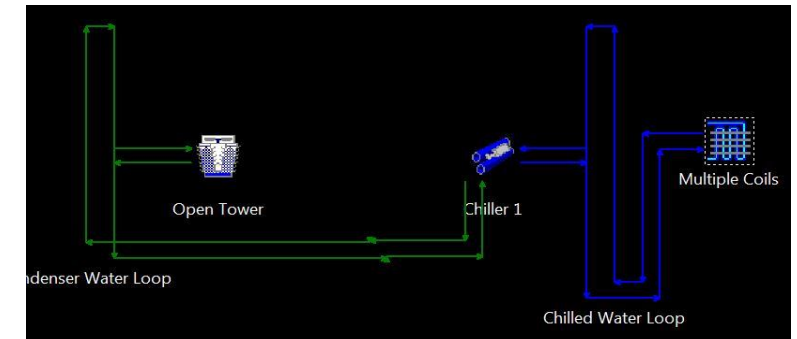 Multiple Coils
Open Tower
Chiller 1
ndenser Water Loop
Chilled Water Loop